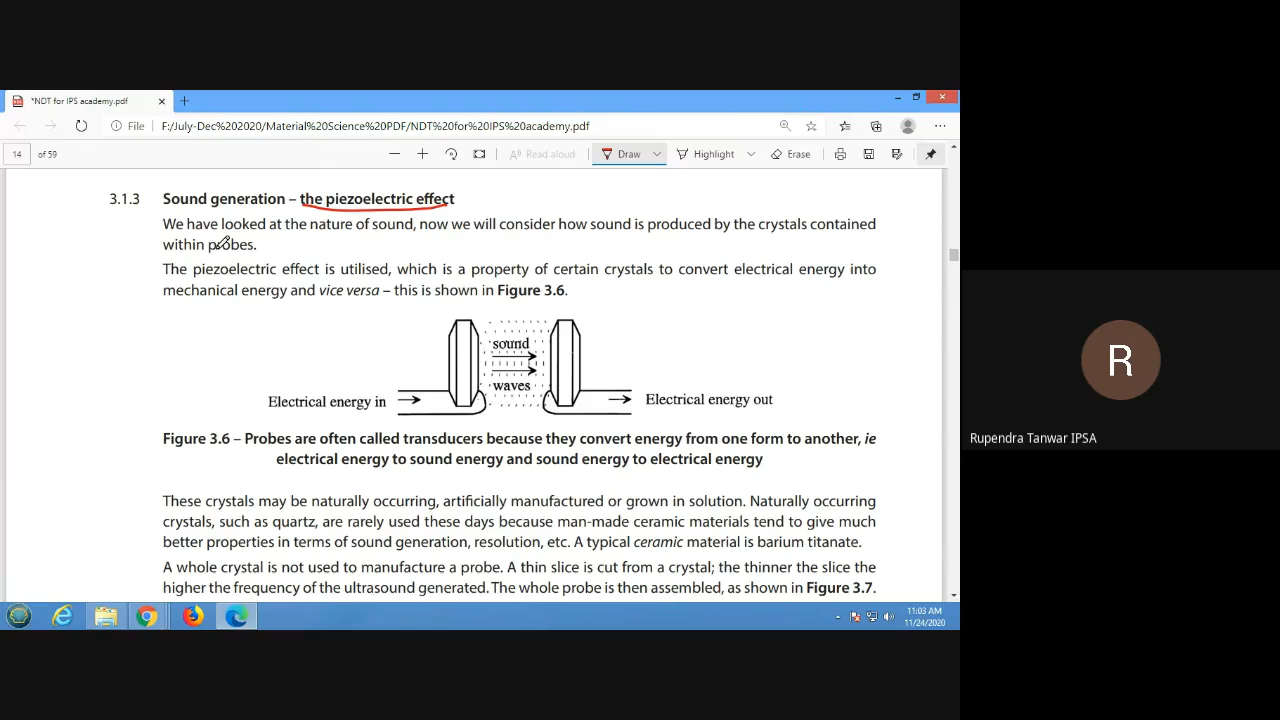 *NDT for IPS academy.pdf
File
F:/July-Dec%202020/Material%20Science%20PDF/NDT%20for%20IPS%20academy.pdf
14 of 59
Read aloud
Draw
Highlight
Erase
3.1.3 Sound generation – the piezoelectric effect
We have looked at the nature of sound, now we will consider how sound is produced by the crystals contained
within probes.
The piezoelectric effect is utilised, which is a property of certain crystals to convert electrical energy into
mechanical energy and vice versa – this is shown in Figure 3.6.
sound
waves
Electrical energy in
Electrical energy out
Figure 3.6 – Probes are often called transducers because they convert energy from one form to another, ie
electrical energy to sound energy and sound energy to electrical energy
These crystals may be naturally occurring, artificially manufactured or grown in solution. Naturally occurring
crystals, such as quartz, are rarely used these days because man-made ceramic materials tend to give much
better properties in terms of sound generation, resolution, etc. A typical ceramic material is barium titanate.
A whole crystal is not used to manufacture a probe. A thin slice is cut from a crystal; the thinner the slice the
higher the frequency of the ultrasound generated. The whole probe is then assembled, as shown in Figure 3.7.
11:03 AM
11/24/2020
R
Rupendra Tanwar IPSA